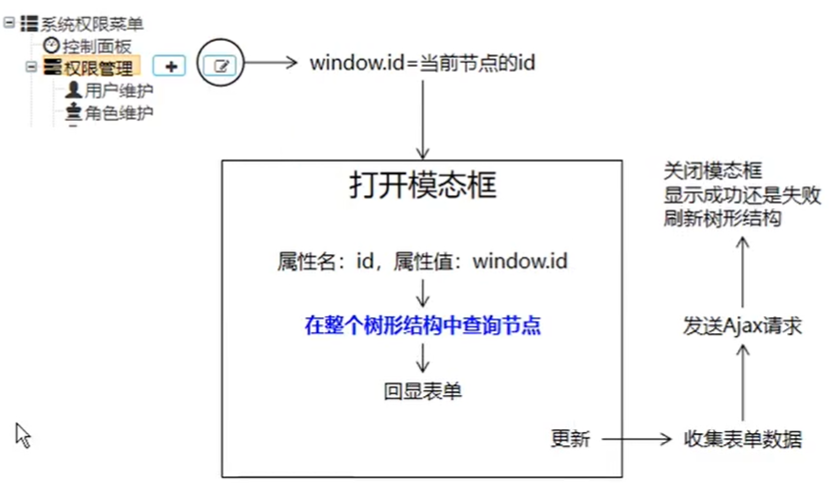 系统权限菜单
控制面板
权限管理
用户维护
角色维护
window.id=当前节点的id
打开模态框
属性名：id，属性值：window.id
在整个树形结构中查询节点
回显表单
更新
收集表单数据
发送Ajax请求
关闭模态框
显示成功还是失败
刷新树形结构